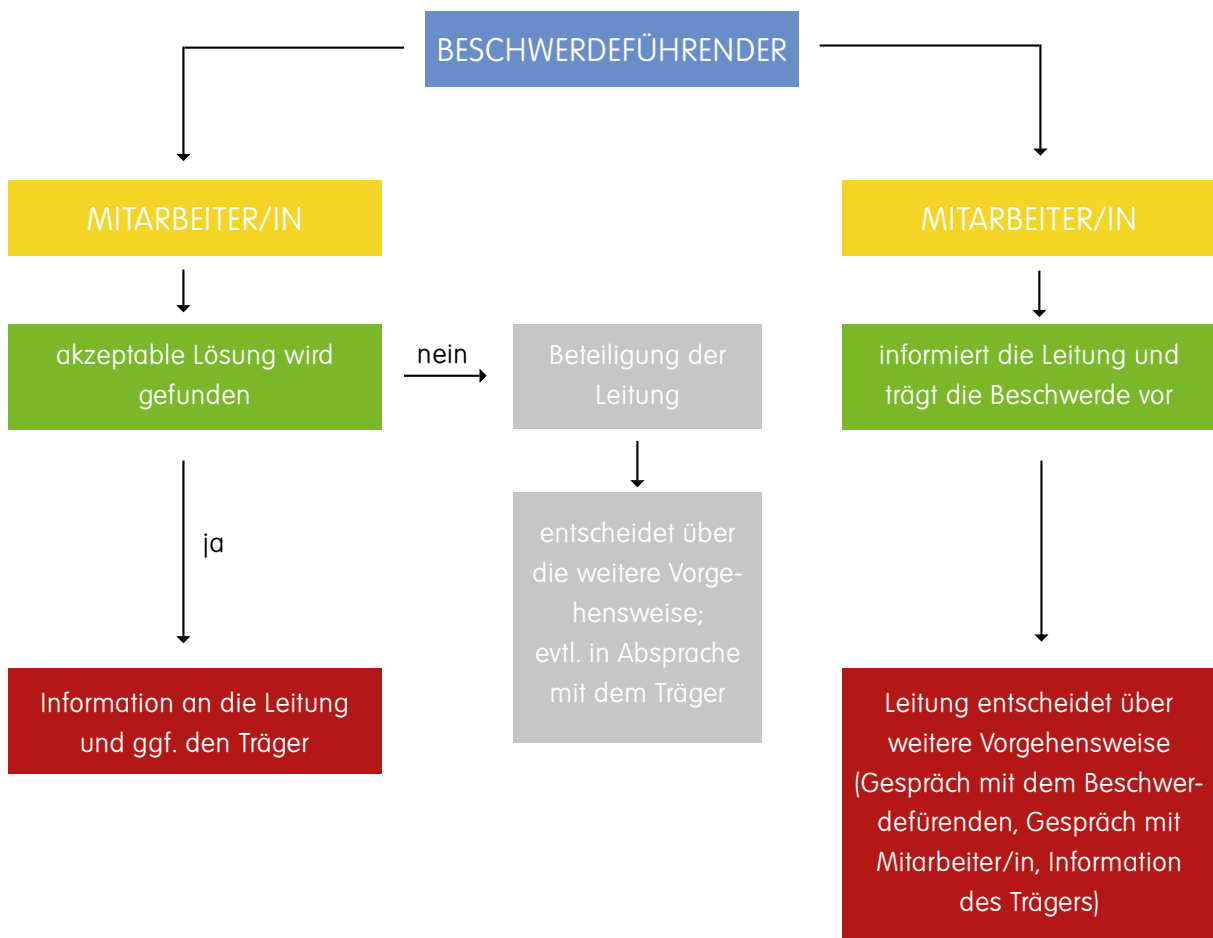 BESCHWERDEFÜHRENDER
MITARBEITER/IN
MITARBEITER/IN
akzeptable Lösung wird
gefunden
nein
Beteiligung der
Leitung
informiert die Leitung und
trägt die Beschwerde vor
ja
entscheidet über
die weitere Vorge-
hensweise;
evtl. in Absprache
mit dem Träger
Information an die Leitung
und ggf. den Träger
Leitung entscheidet über
weitere Vorgehensweise
(Gespräch mit dem Beschwer-
defürenden, Gespräch mit
Mitarbeiter/in, Information
des Trägers)